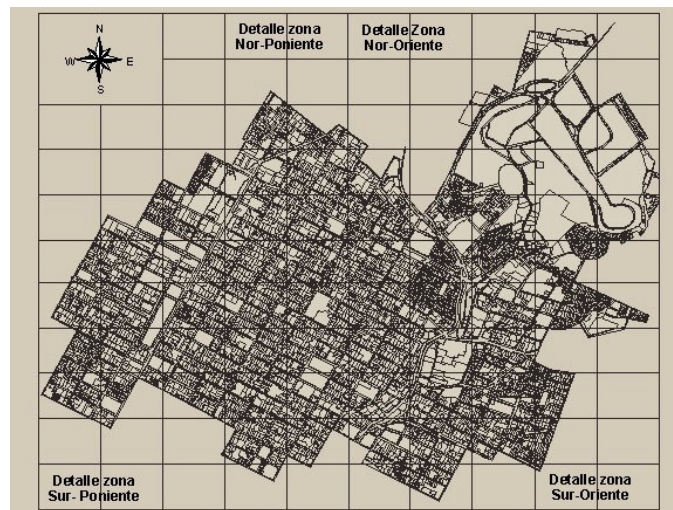 Detalle zona
Nor-Poniente
Detalle Zona
Nor-Oriente
N
W
E
S
Detalle zona
Sur- Poniente
Detalle zona
Sur-Oriente